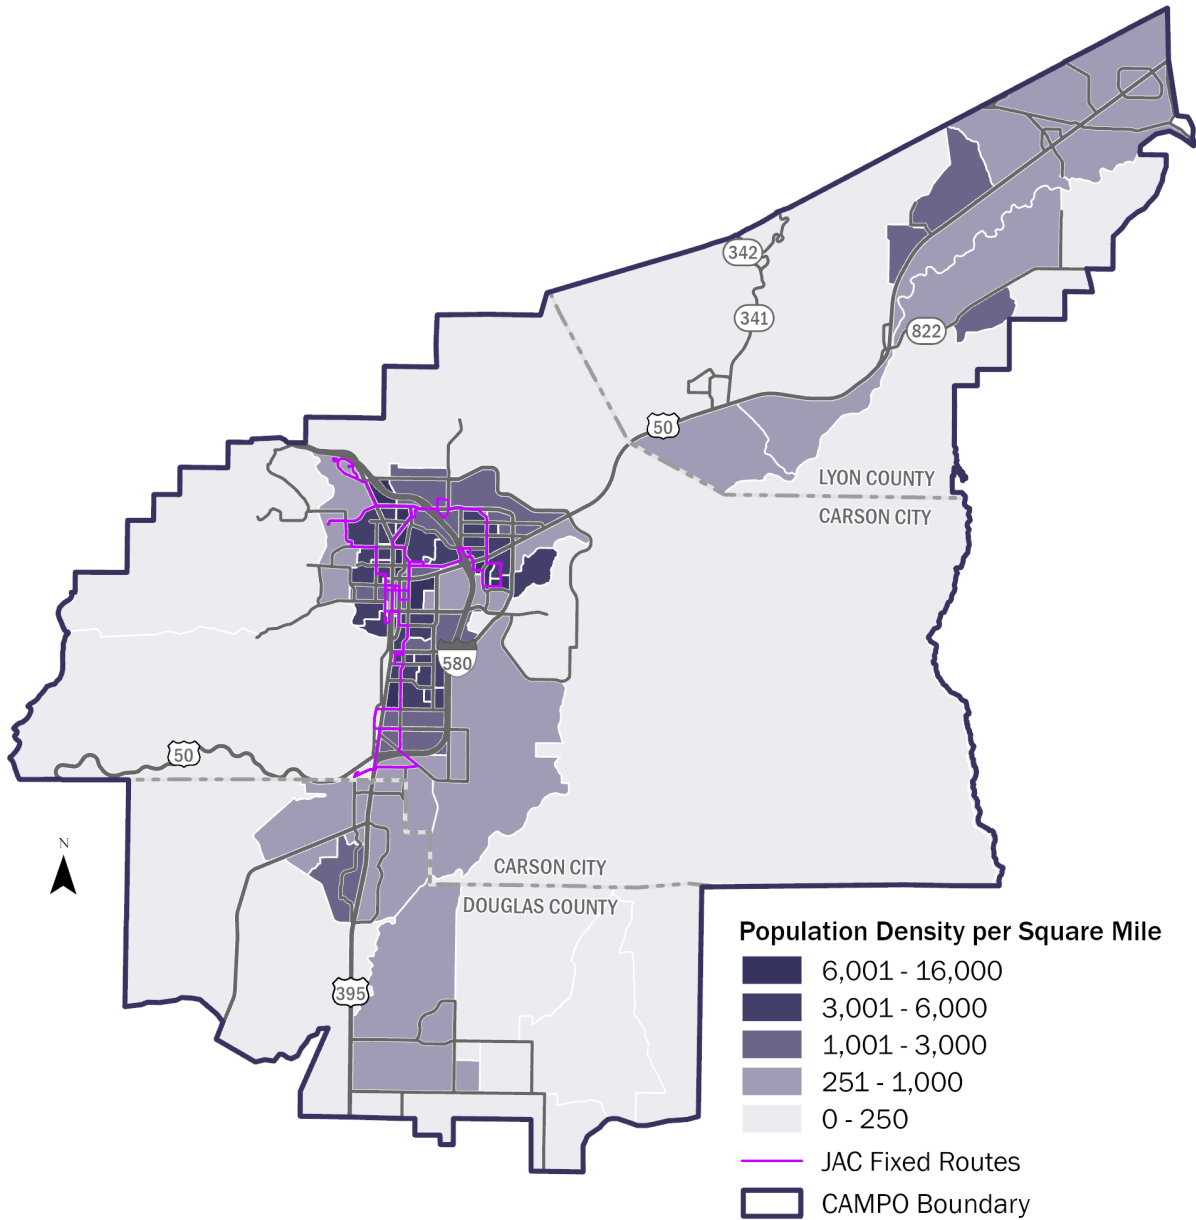 342
341
822
50
LYON COUNTY
CARSON CITY
580
50
N
CARSON CITY
DOUGLAS COUNTY
395
Population Density per Square Mile
6,001 - 16,000
3,001 - 6,000
1,001 - 3,000
251 - 1,000
0 - 250
JAC Fixed Routes
CAMPO Boundary